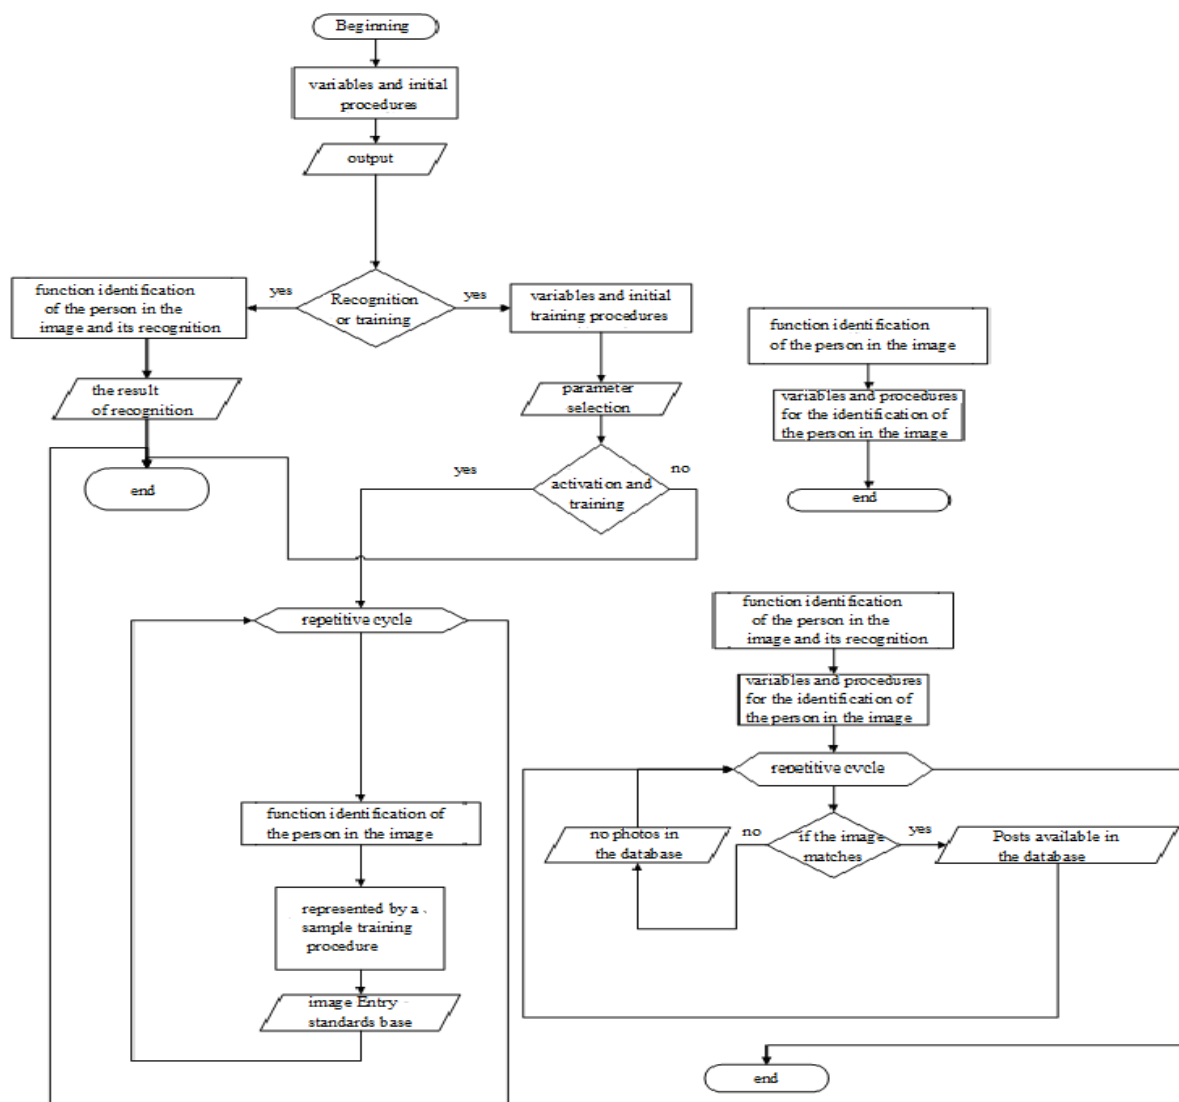 Beginning
variables and initial
procedures
output
Recognition
or training
yes
yes
function identification
of the person in the
image and its recognition
the result
of recognition
end
variables and initial
training procedures
parameter
selection
activation and
training
yes
no
repetitive cycle
function identification of
the person in the image
represented by a
sample training
procedure
image Entry
standards base
function identification
of the person in the image
variables and procedures
for the identification of
the person in the image
end
function identification
of the person in the
image and its recognition
variables and procedures
for the identification of
the person in the image
repetitive cycle
if the image
matches
no
yes
no photos in
the database
Posts available in
the database
end